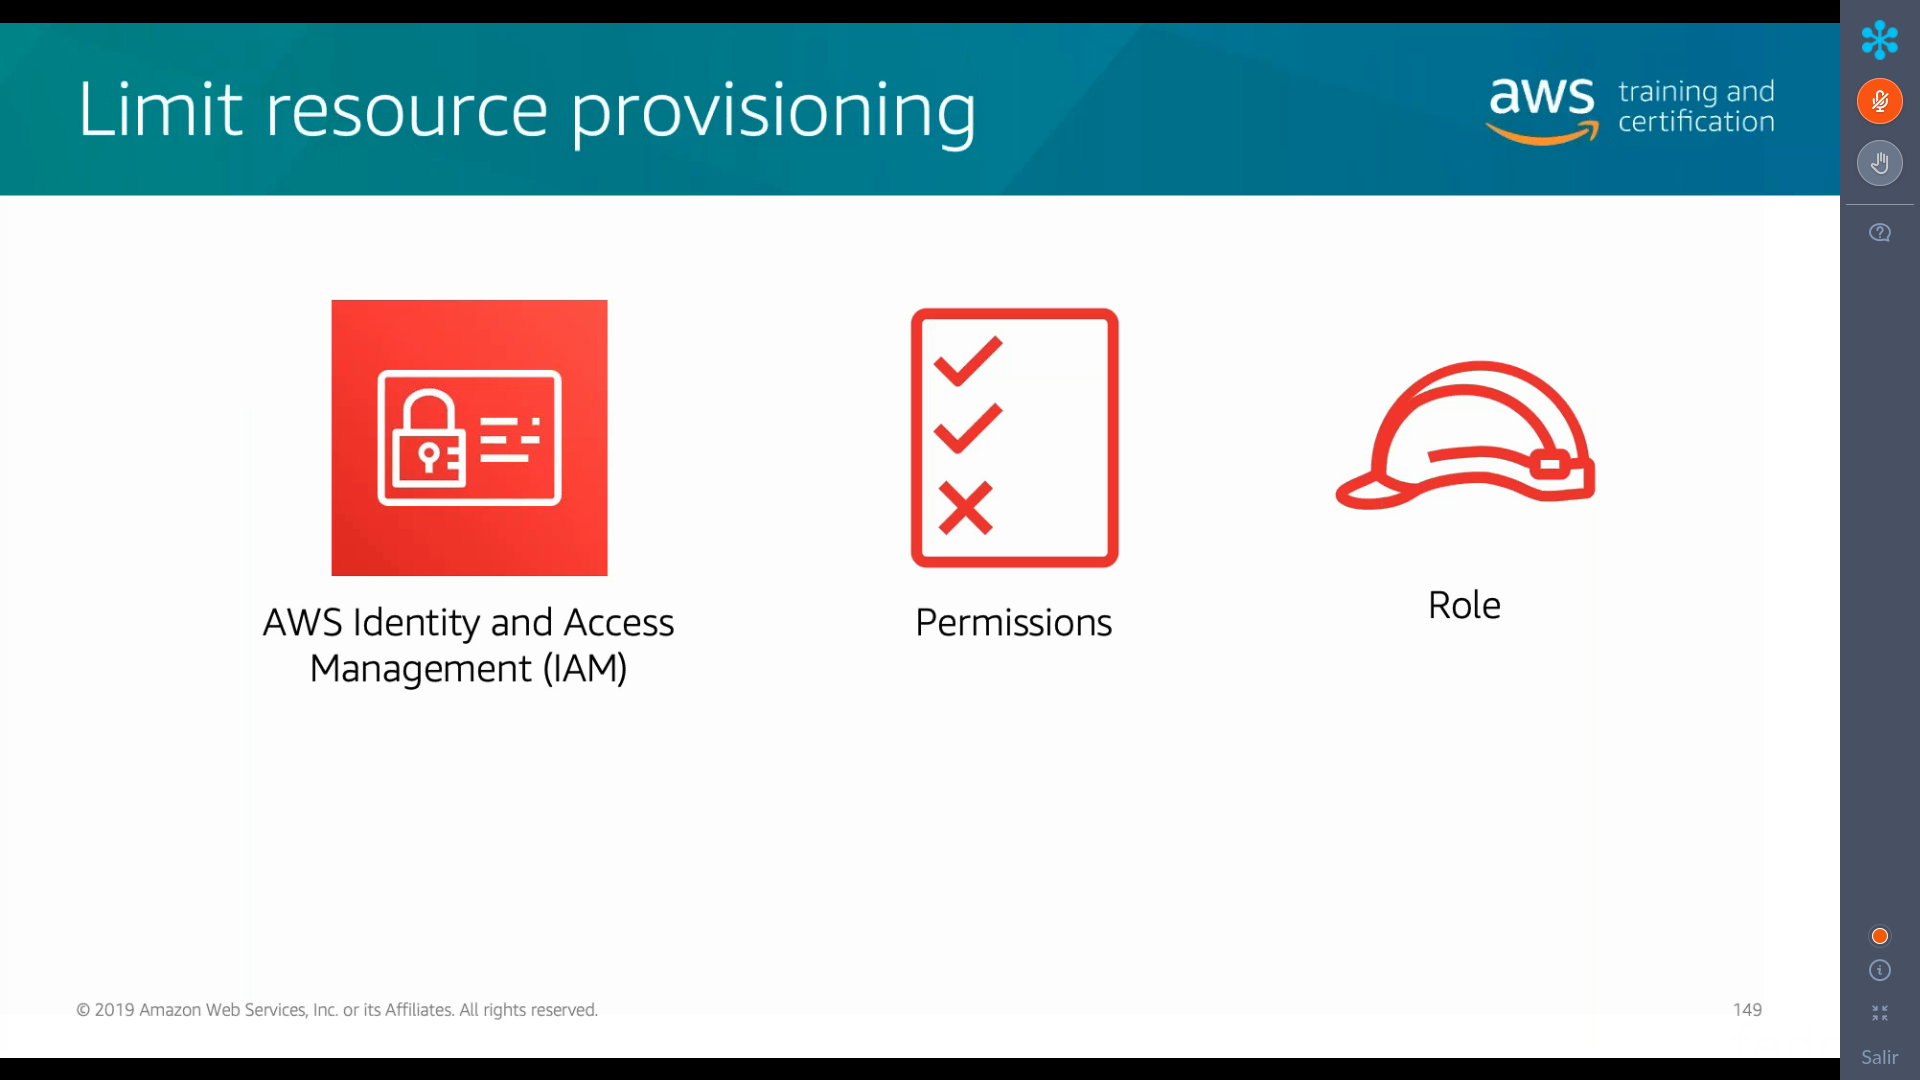 Limit resource provisioning
aws training and
certification
AWS Identity and Access
Management (IAM)
Permissions
Role
© 2019 Amazon Web Services, Inc. or its Affiliates. All rights reserved.
149
Salir